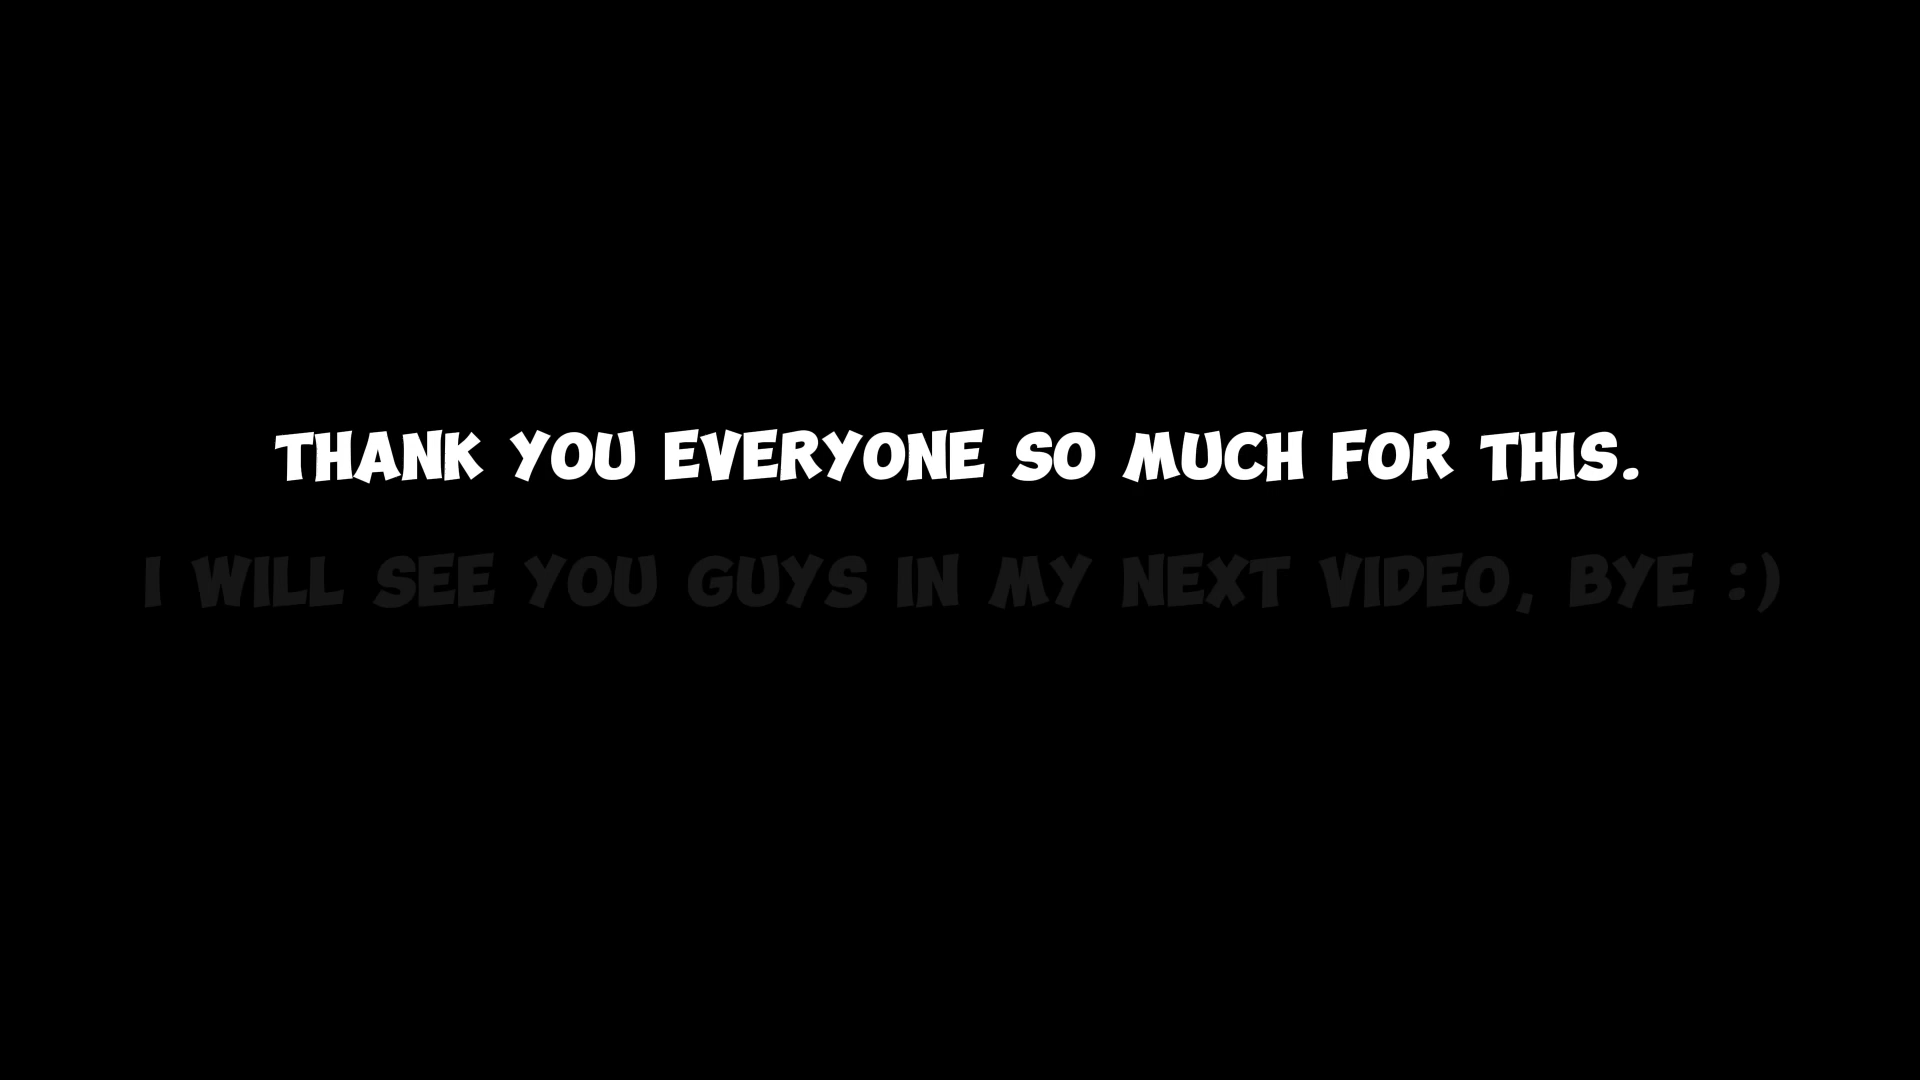 THANK YOU EVERYONE SO MUCH FOR THIS.
I WILL SEE YOU GUYS IN MY NEXT VIDEO, BYE :)